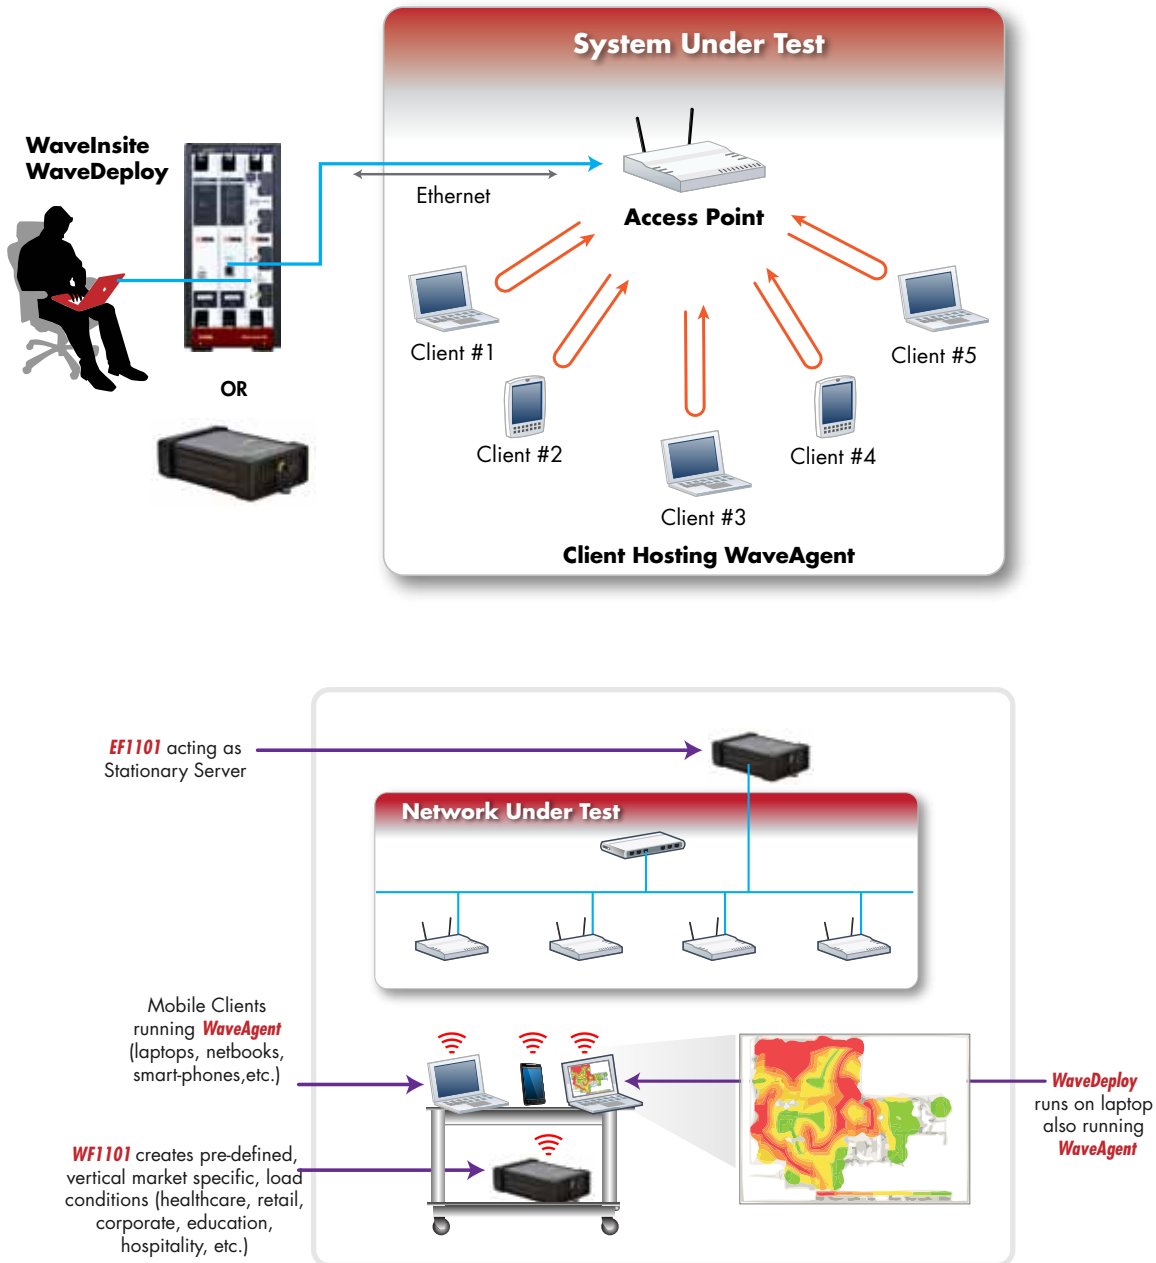 System Under Test
WaveInsite
WaveDeploy
Ethernet
Access Point
Client #1
Client #5
OR
Client #2
Client #4
Client #3
Client Hosting WaveAgent
EF1101 acting as
Stationary Server
Network Under Test
Mobile Clients
running WaveAgent
(laptops, netbooks,
smart-phones,etc.)
WaveDeploy
runs on laptop
also running
WaveAgent
WF1101 creates pre-defined,
vertical market specific, load
conditions (healthcare, retail,
corporate, education,
hospitality, etc.)